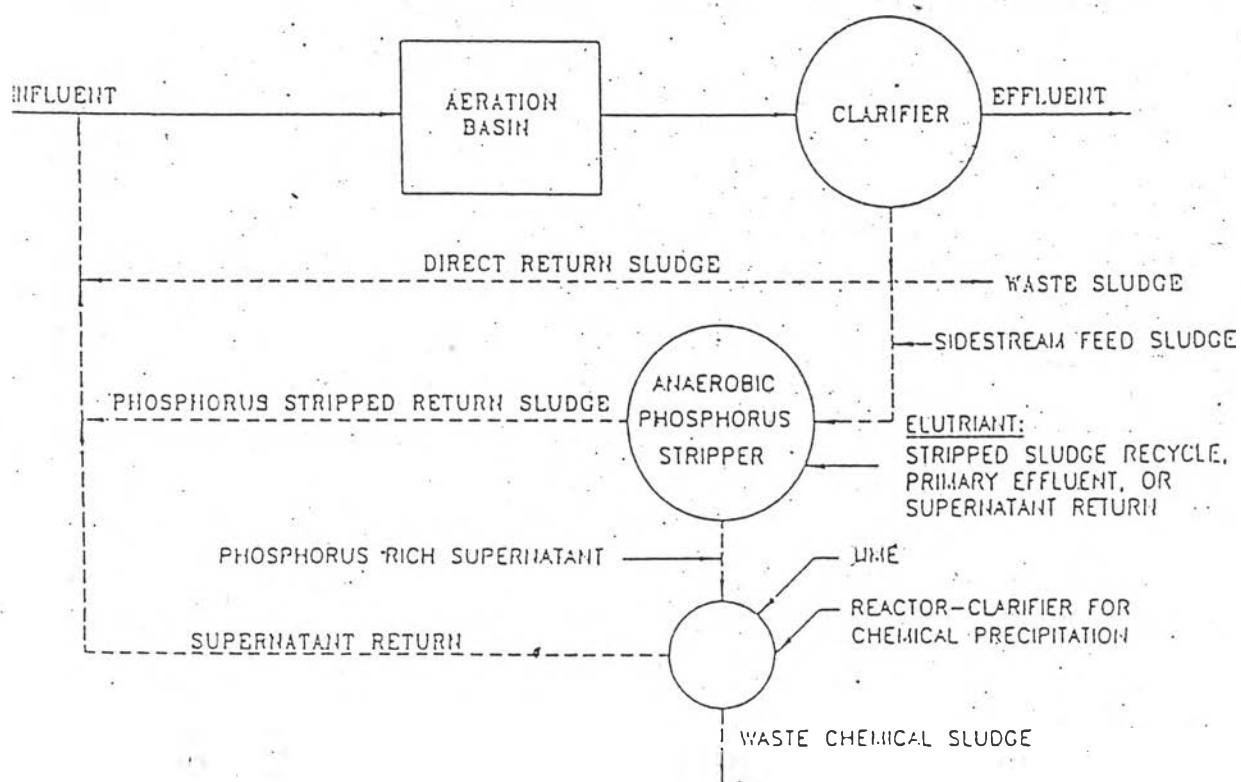 INFLUENT
AERATION
BASIN
CLARIFIER
EFFLUENT
DIRECT RETURN SLUDGE
WASTE SLUDGE
SIDESTREAM FEED SLUDGE
ANAEROBIC
PHOSPHORUS
STRIPPER
PHOSPHORUS STRIPPED RETURN SLUDGE
ELUTRIANT:
STRIPPED SLUDGE RECYCLE,
PRIMARY EFFLUENT, OR
SUPERNATANT RETURN
PHOSPHORUS RICH SUPERNATANT
LIME
REACTOR-CLARIFIER FOR
CHEMICAL PRECIPITATION
SUPERNATANT RETURN
WASTE CHEMICAL SLUDGE